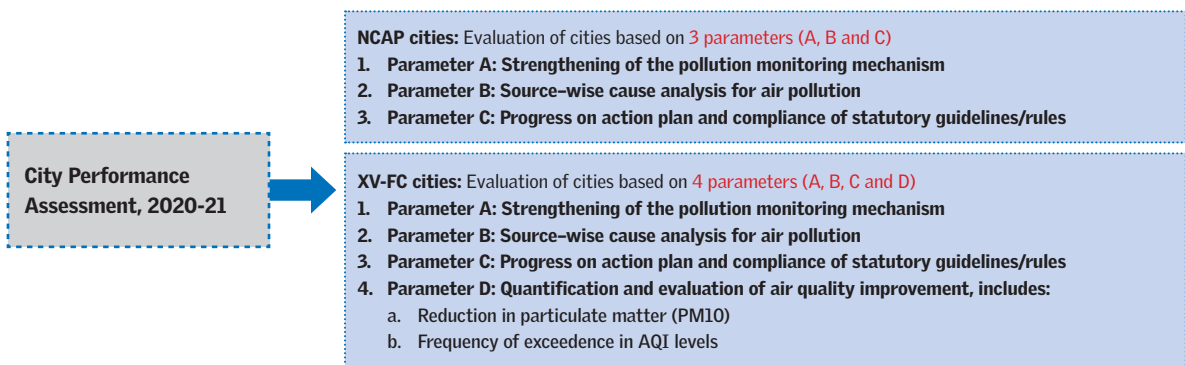 City Performance
Assessment, 2020-21
NCAP cities: Evaluation of cities based on 3 parameters (A, B and C)
1. Parameter A: Strengthening of the pollution monitoring mechanism
2. Parameter B: Source–wise cause analysis for air pollution
3. Parameter C: Progress on action plan and compliance of statutory guidelines/rules
XV-FC cities: Evaluation of cities based on 4 parameters (A, B, C and D)
1. Parameter A: Strengthening of the pollution monitoring mechanism
2. Parameter B: Source–wise cause analysis for air pollution
3. Parameter C: Progress on action plan and compliance of statutory guidelines/rules
4. Parameter D: Quantification and evaluation of air quality improvement, includes:
a. Reduction in particulate matter (PM10)
b. Frequency of exceedence in AQI levels